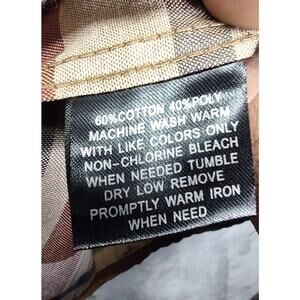 60%COTTON 40%POLY
MACHINE WASH WARM
WITH LIKE COLORS ONLY
NON-CHLORINE BLEACH
WHEN NEEDED TUMBLE
DRY LOW REMOVE
PROMPTLY WARM IRON
WHEN NEED